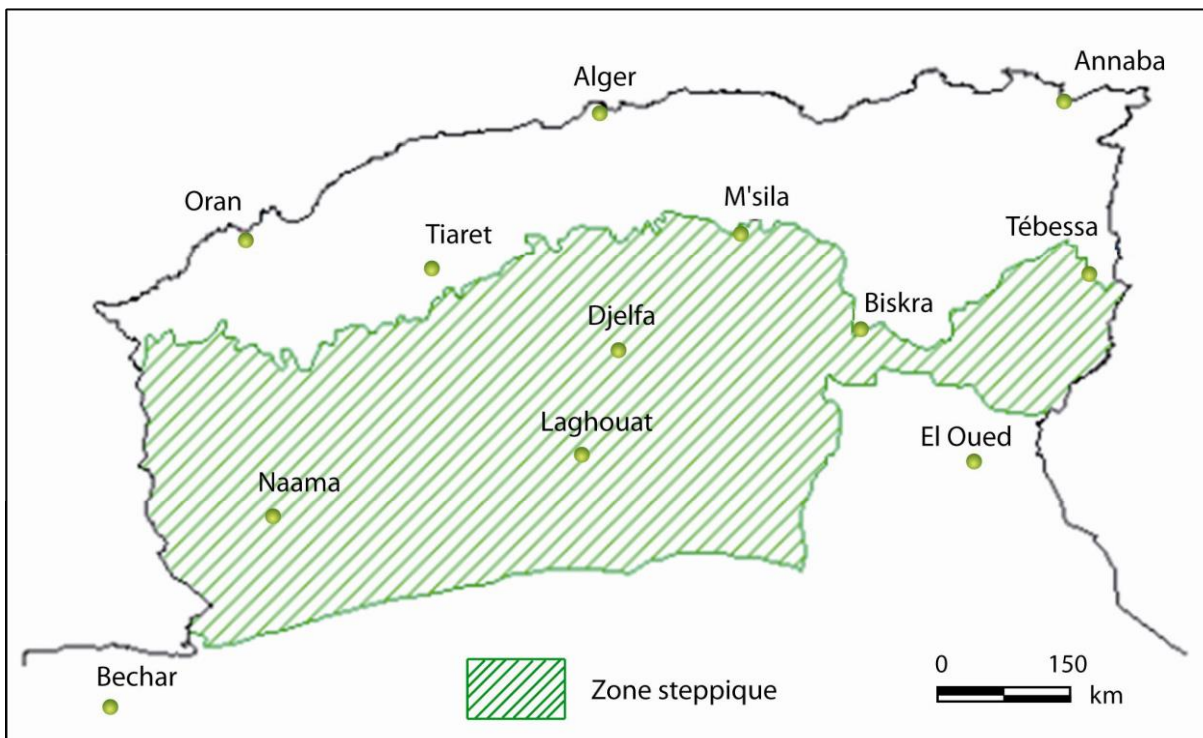 Annaba
Alger
Oran
M'sila
Tiaret
Tébessa
Biskra
Djelfa
Laghouat
El Oued
Naama
Bechar
Zone steppique
0 150
km